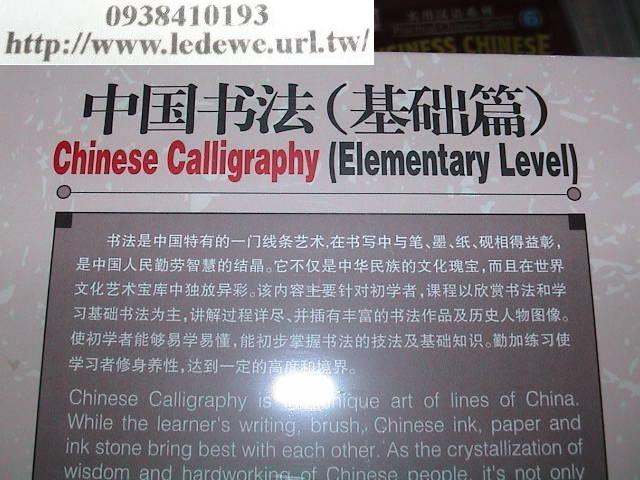 0938410193
http://www.ledewe.url.tw/
实用汉语系列
6
NESS CHINESE
中国书法(基础篇)
Chinese Calligraphy (Elementary Level)
书法是中国特有的一门线条艺术,在书写中与笔、墨、纸、砚相得益彰,
是中国人民勤劳智慧的结晶。它不仅是中华民族的文化瑰宝,而且在世界
文化艺术宝库中独放异彩。该内容主要针对初学者,课程以欣赏书法和学
习基础书法为主,讲解过程详尽、并插有丰富的书法作品及历史人物图像。
使初学者能够易学易懂,能初步掌握书法的技法及基础知识。勤加练习使
学习者修身养性,达到一定的高度和境界。
Chinese Calligraphy is unique art of lines of China.
While the learner's writing, brush, Chinese ink, paper and
ink stone bring best with each other. As the crystallization of
wisdom and hardworking of Chinese people, it's not only